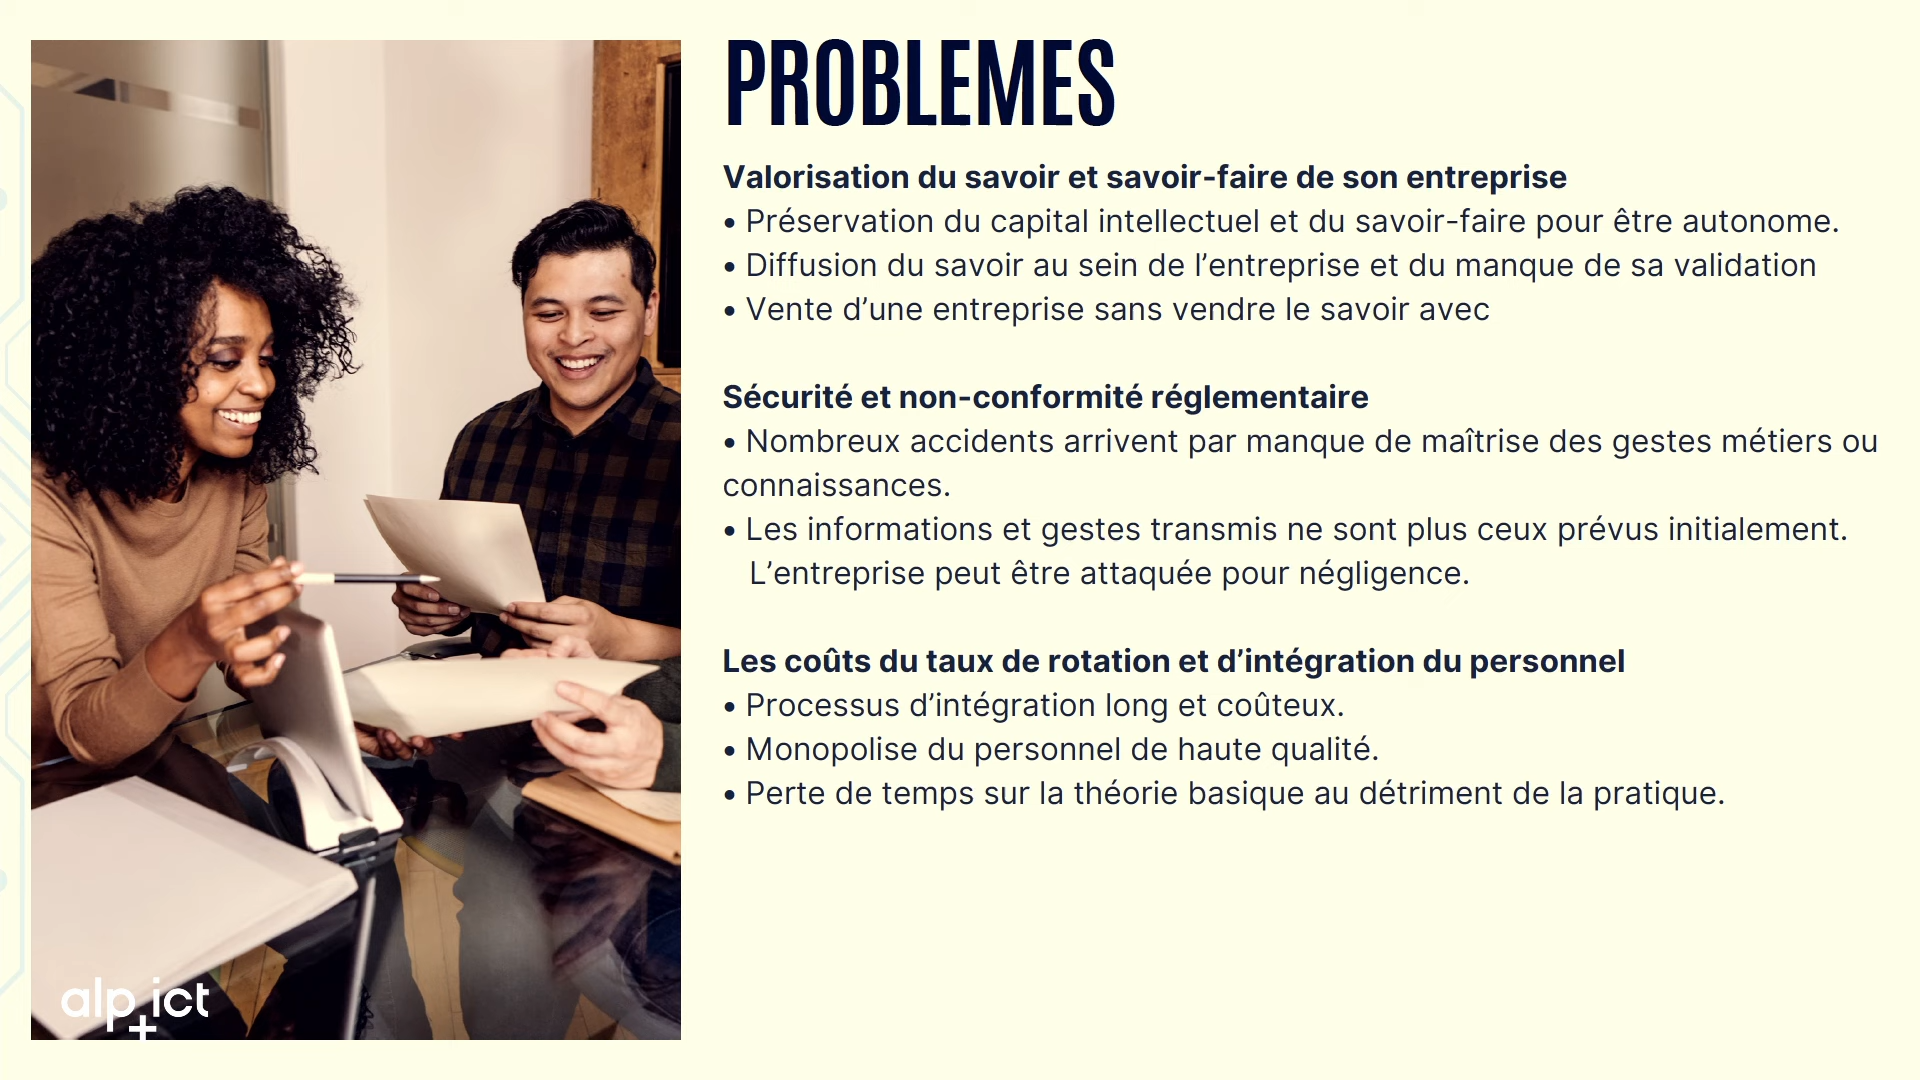 PROBLEMES
Valorisation du savoir et savoir-faire de son entreprise
• Préservation du capital intellectuel et du savoir-faire pour être autonome.
• Diffusion du savoir au sein de l’entreprise et du manque de sa validation
• Vente d’une entreprise sans vendre le savoir avec
Sécurité et non-conformité réglementaire
• Nombreux accidents arrivent par manque de maîtrise des gestes métiers ou
connaissances.
• Les informations et gestes transmis ne sont plus ceux prévus initialement.
L’entreprise peut être attaquée pour négligence.
Les coûts du taux de rotation et d’intégration du personnel
• Processus d’intégration long et coûteux.
• Monopolise du personnel de haute qualité.
• Perte de temps sur la théorie basique au détriment de la pratique.
alp ict
+